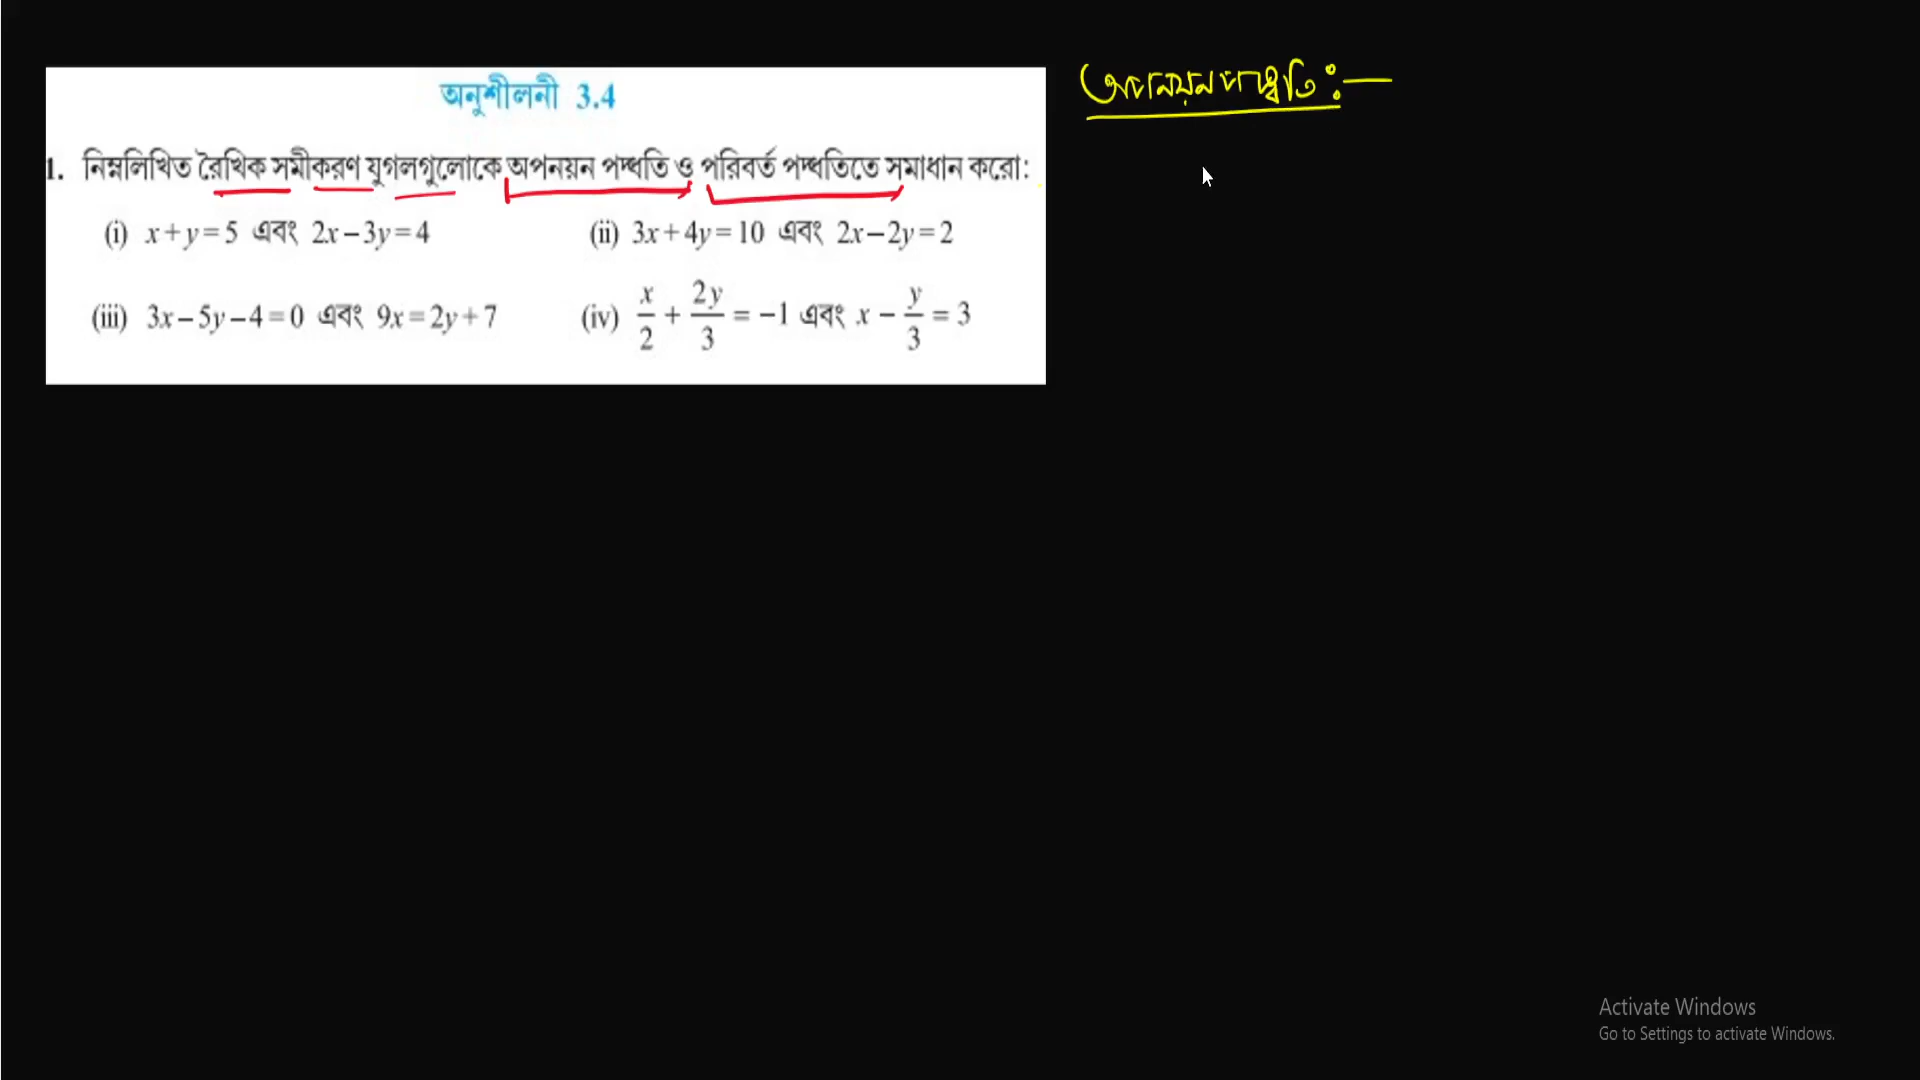 অনুশীলনী 3.4
1. নিম্নলিখিত রৈখিক সমীকরণ যুগলগুলোকে অপনয়ন পদ্ধতি ও পরিবর্ত পদ্ধতিতে সমাধান করো:
(i) x+y=5 এবং 2x−3y=4 (ii) 3x+4y=10 এবং 2x−2y=2
(iii) 3x−5y−4=0 এবং 9x=2y+7 (iv) x/2 + 2y/3 = −1 এবং x − y/3 = 3
অপনয়ন পদ্ধতি :—
Activate Windows
Go to Settings to activate Windows.